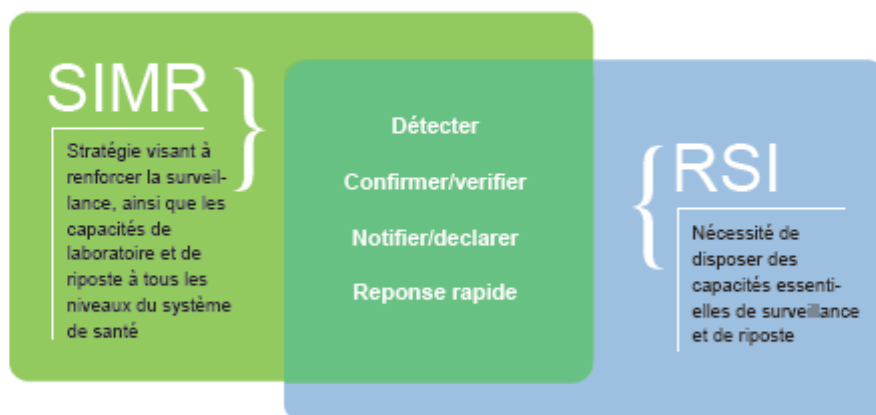 SIMR
Stratégie visant à
renforcer la surveil-
lance, ainsi que les
capacités de
laboratoire et de
riposte à tous les
niveaux du système
de santé
Détecter
Confirmer/verifier
Notifier/declarer
Reponse rapide
RSI
Nécessité de
disposer des
capacités essenti-
elles de surveillance
et de riposte